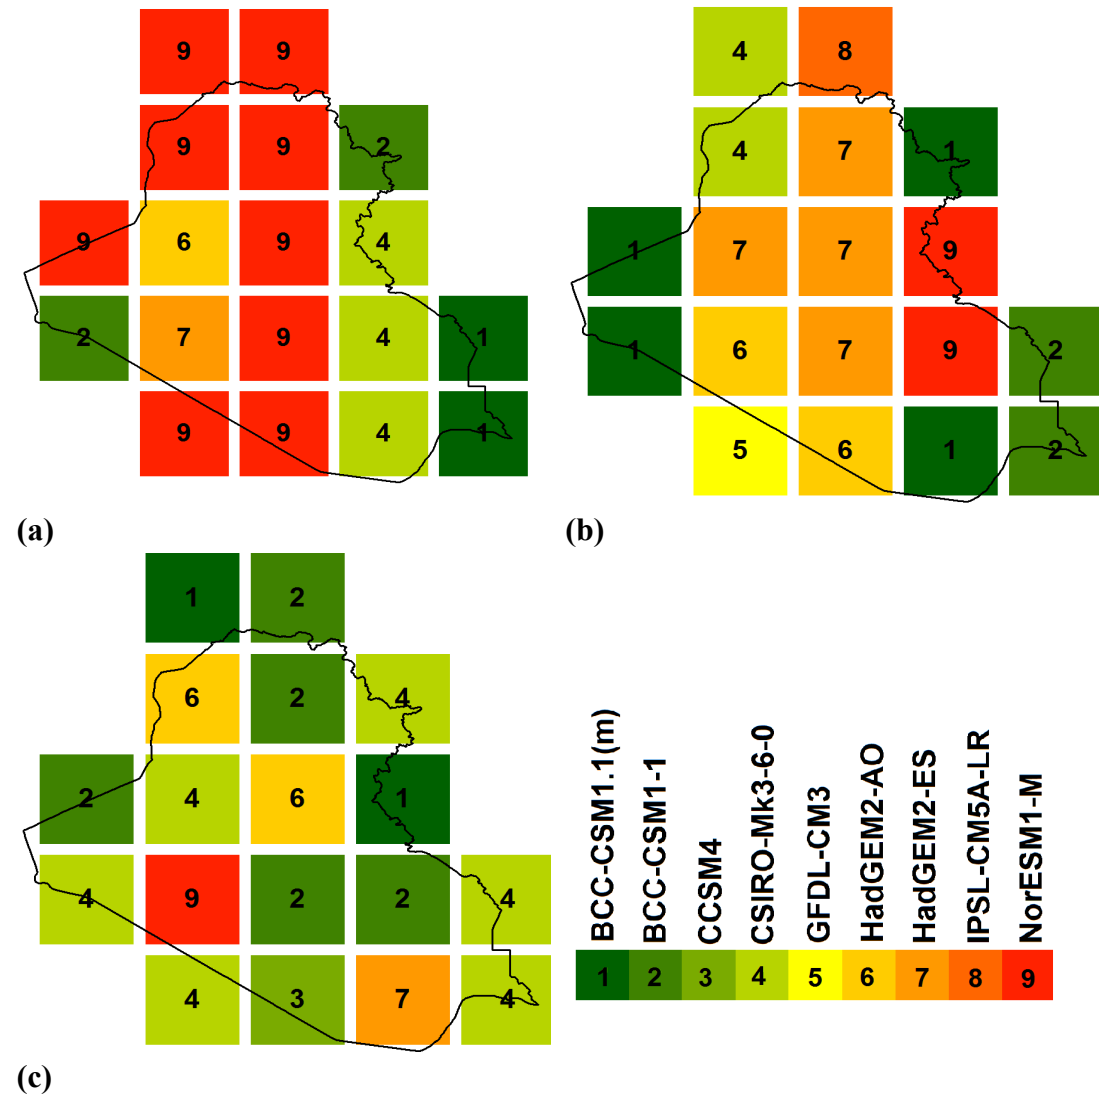 9 9
9 9 2
9 6 9 4
2 7 9 4 1
9 9 4 1
(a)
4 8
4 7 1
1 7 7 9
1 6 7 9 2
5 6 1 2
(b)
1 2
6 2 4
2 4 6 1
4 9 2 2 4
4 3 7 4
(c)
BCC-CSM1.1(m)
BCC-CSM1-1
CCSM4
CSIRO-Mk3-6-0
GFDL-CM3
HadGEM2-AO
HadGEM2-ES
IPSL-CM5A-LR
NorESM1-M
1 2 3 4 5 6 7 8 9